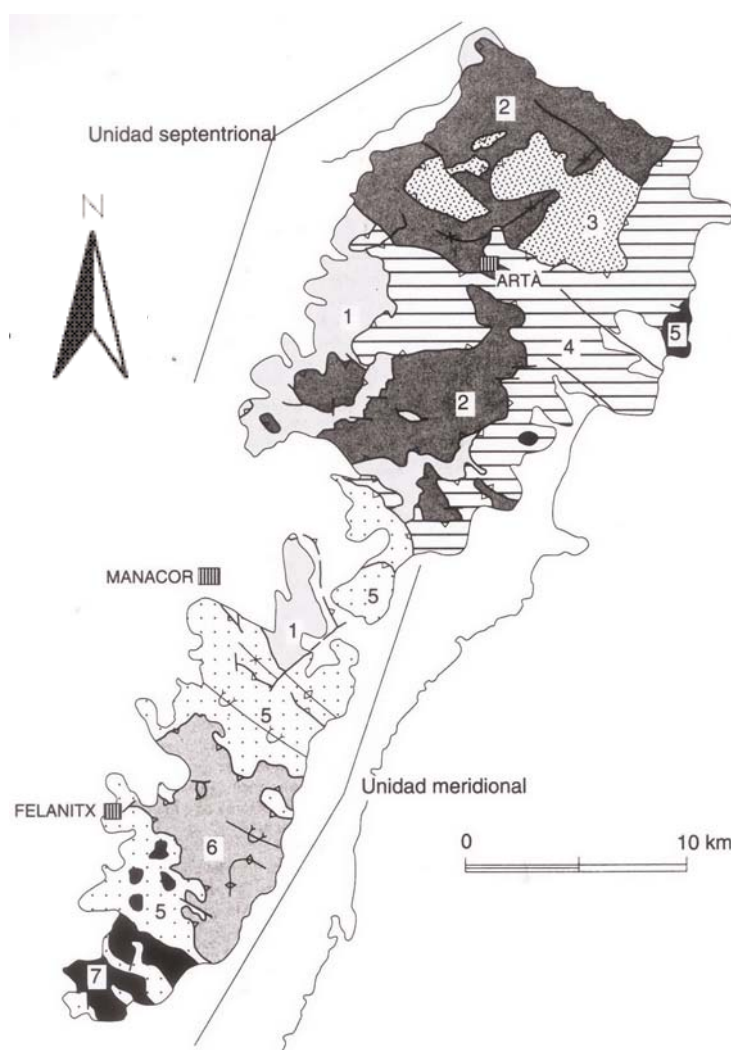 2
Unidad septentrional
N
3
ARTÀ
1
5
4
2
MANACOR
5
1
5
Unidad meridional
FELANITX
0
10 km
6
5
7